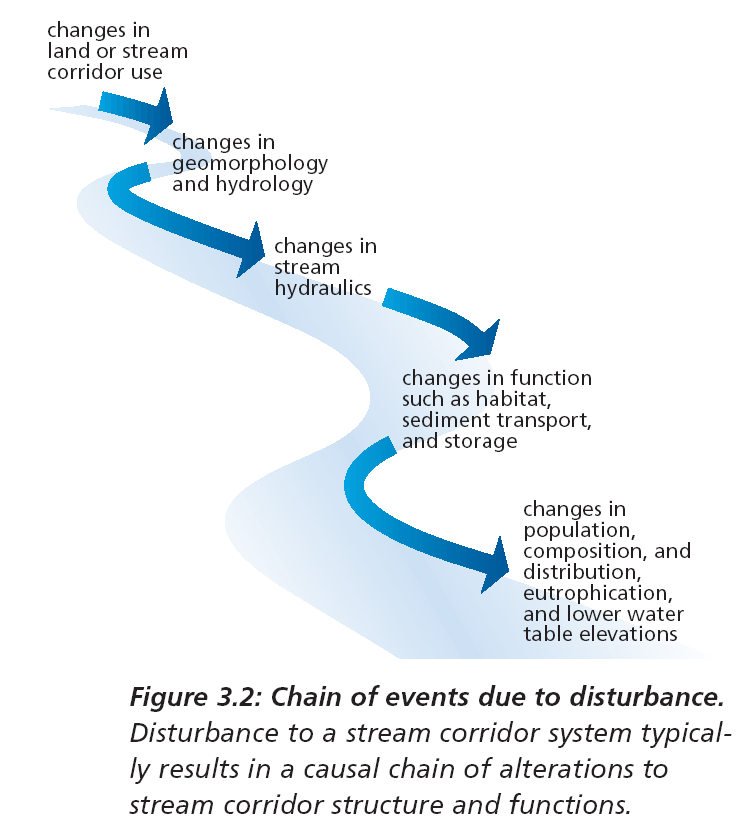 changes in
land or stream
corridor use
changes in
geomorphology
and hydrology
changes in
stream
hydraulics
changes in function
such as habitat,
sediment transport,
and storage
changes in
population,
composition, and
distribution,
eutrophication,
and lower water
table elevations
Figure 3.2: Chain of events due to disturbance.
Disturbance to a stream corridor system typical-
ly results in a causal chain of alterations to
stream corridor structure and functions.